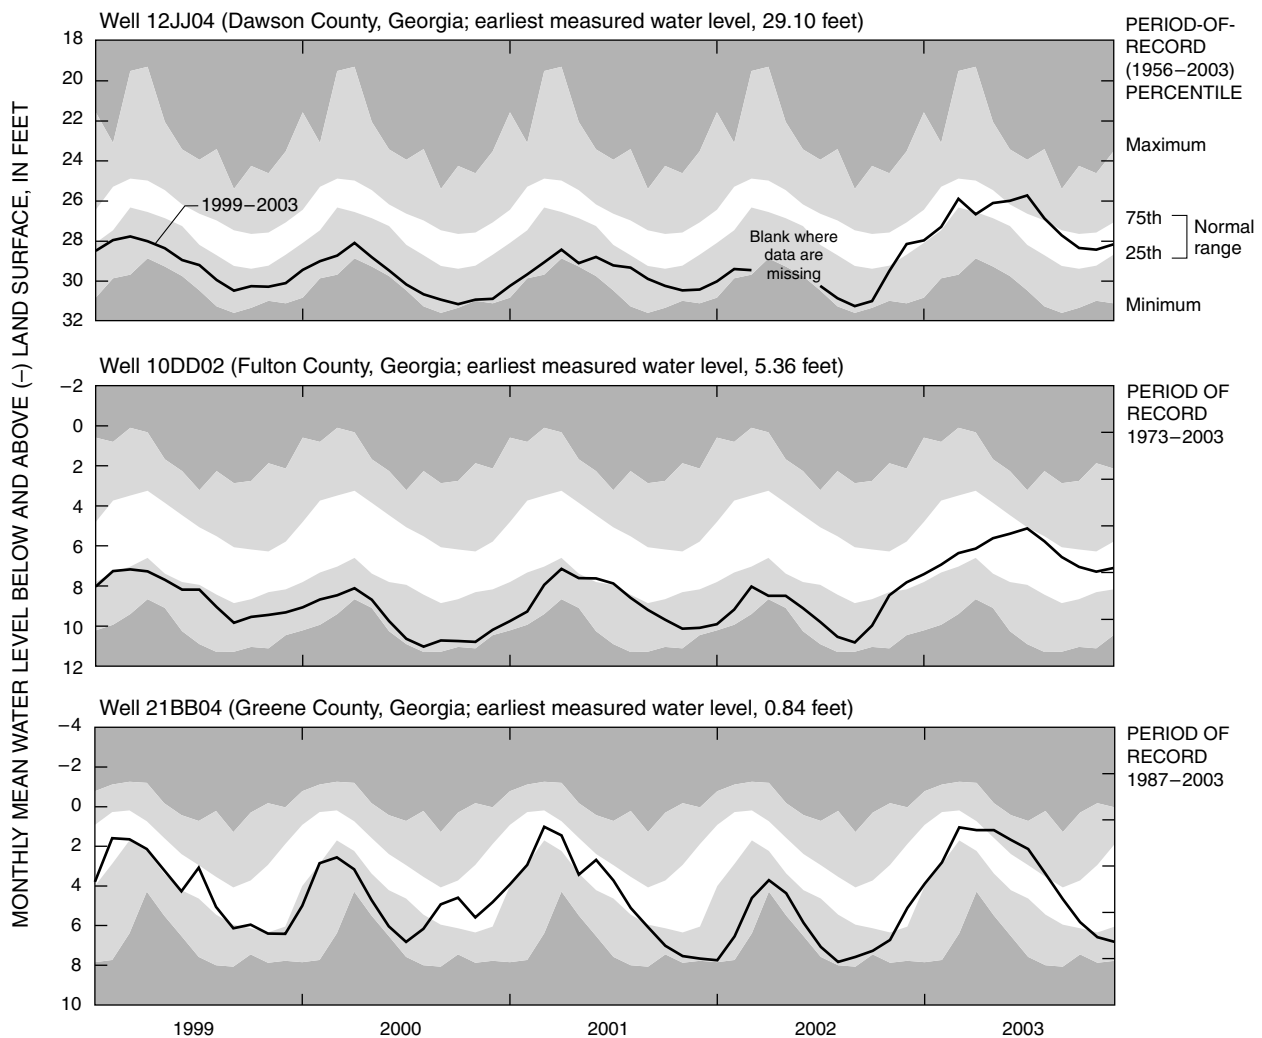 Well 12JJ04 (Dawson County, Georgia; earliest measured water level, 29.10 feet)
18
20
22
24
26
28
30
32
1999–2003
Blank where
data are
missing
PERIOD-OF-
RECORD
(1956–2003)
PERCENTILE
Maximum
75th
25th
Normal
range
Minimum
MONTHLY MEAN WATER LEVEL BELOW AND ABOVE (–) LAND SURFACE, IN FEET
Well 10DD02 (Fulton County, Georgia; earliest measured water level, 5.36 feet)
–2
0
2
4
6
8
10
12
PERIOD OF
RECORD
1973–2003
Well 21BB04 (Greene County, Georgia; earliest measured water level, 0.84 feet)
–4
–2
0
2
4
6
8
10
PERIOD OF
RECORD
1987–2003
1999 2000 2001 2002 2003